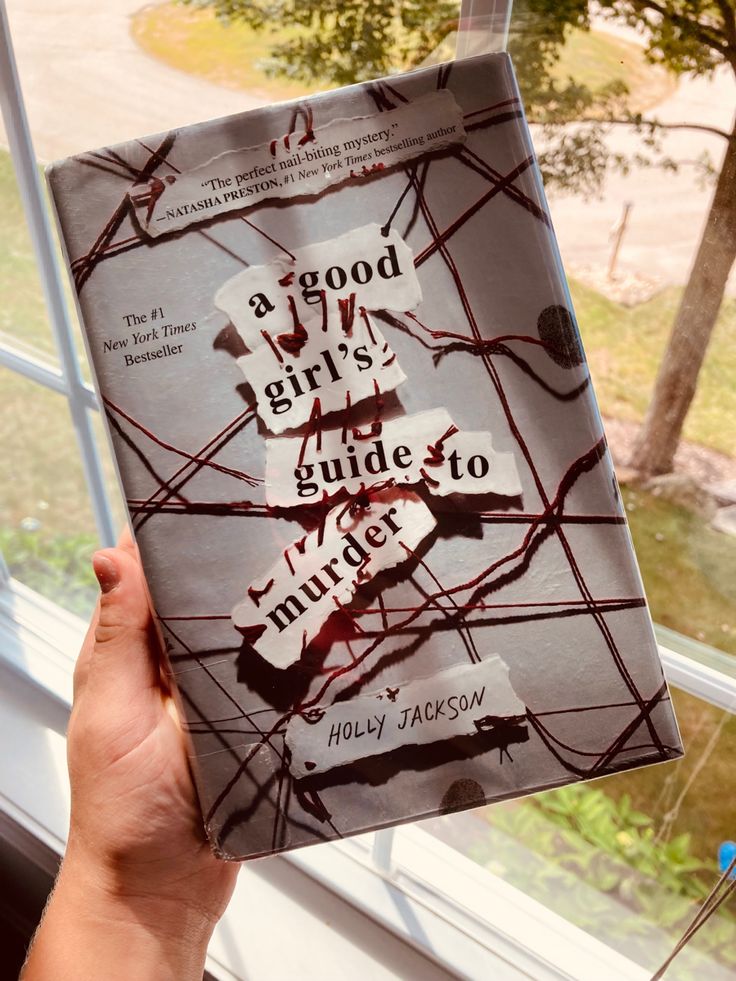 "The perfect nail-biting mystery."
—NATASHA PRESTON, #1 New York Times bestselling author
The #1
New York Times
Bestseller
a good
girl's
guide to
murder
HOLLY JACKSON